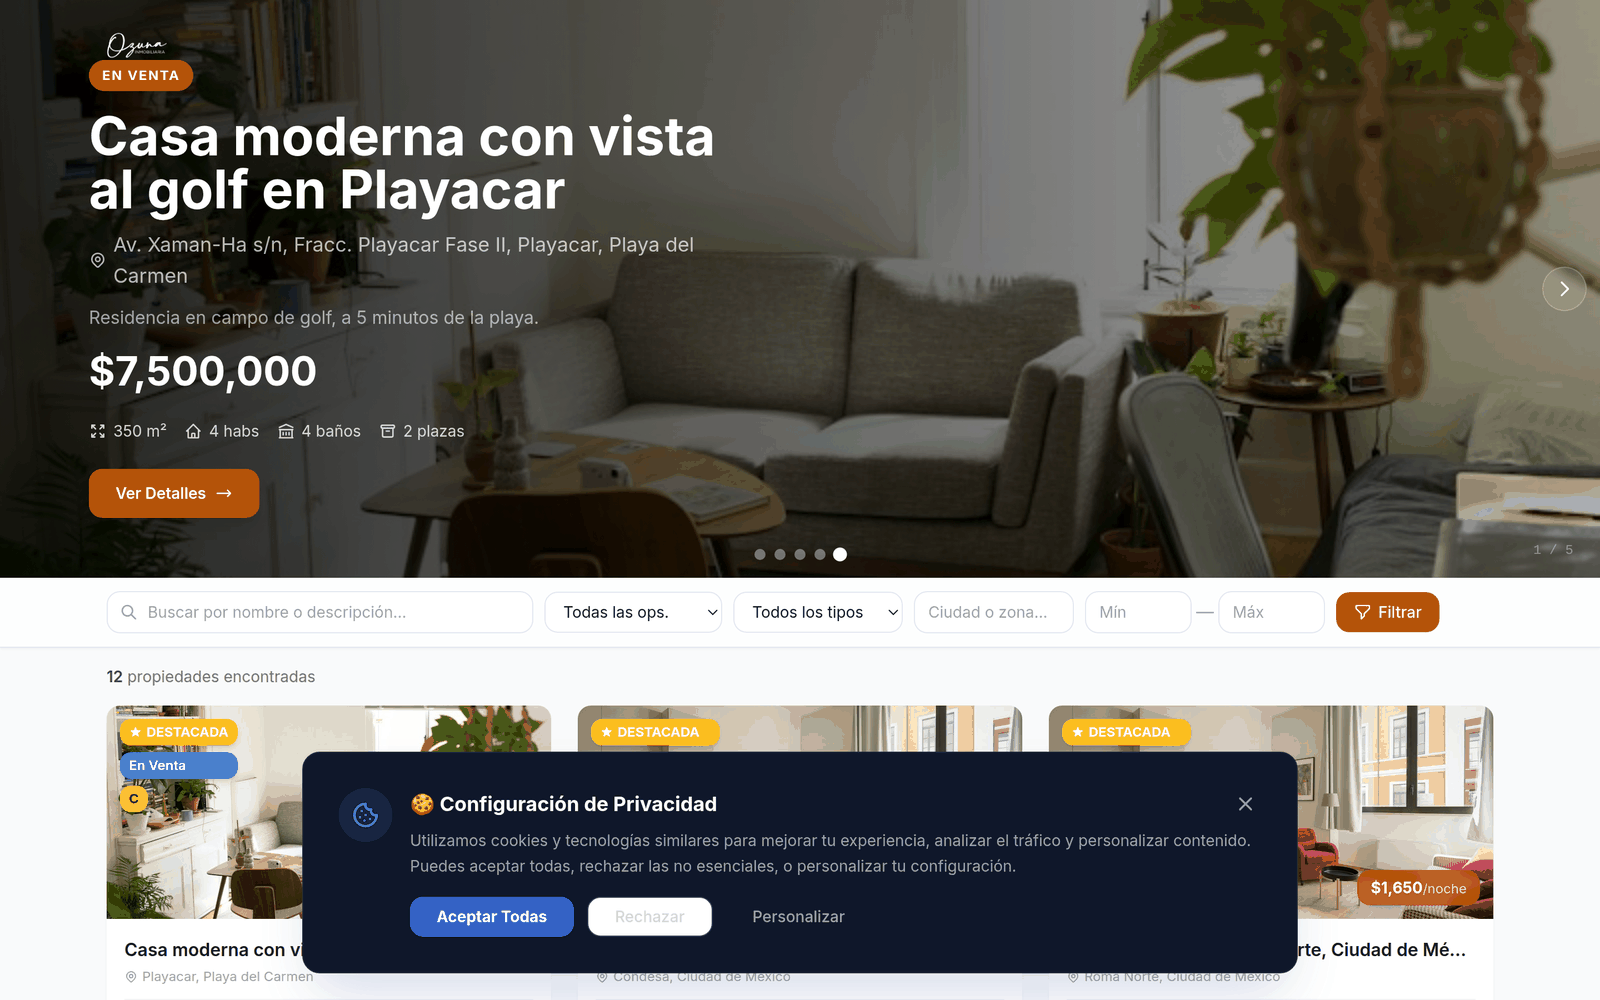 Ozuna
INMOBILIARIA
EN VENTA
Casa moderna con vista
al golf en Playacar
Av. Xaman-Ha s/n, Fracc. Playacar Fase II, Playacar, Playa del
Carmen
Residencia en campo de golf, a 5 minutos de la playa.
$7,500,000
350 m² 4 habs 4 baños 2 plazas
Ver Detalles →
1 / 5
Buscar por nombre o descripción... Todas las ops. Todos los tipos Ciudad o zona... Mín — Máx Filtrar
12 propiedades encontradas
★ DESTACADA
En Venta
C
★ DESTACADA
★ DESTACADA
$1,650/noche
🍪 Configuración de Privacidad
Utilizamos cookies y tecnologías similares para mejorar tu experiencia, analizar el tráfico y personalizar contenido.
Puedes aceptar todas, rechazar las no esenciales, o personalizar tu configuración.
Aceptar Todas Rechazar Personalizar
Casa moderna con vi
Playacar, Playa del Carmen
Condesa, Ciudad de México
rte, Ciudad de Mé...
Roma Norte, Ciudad de México